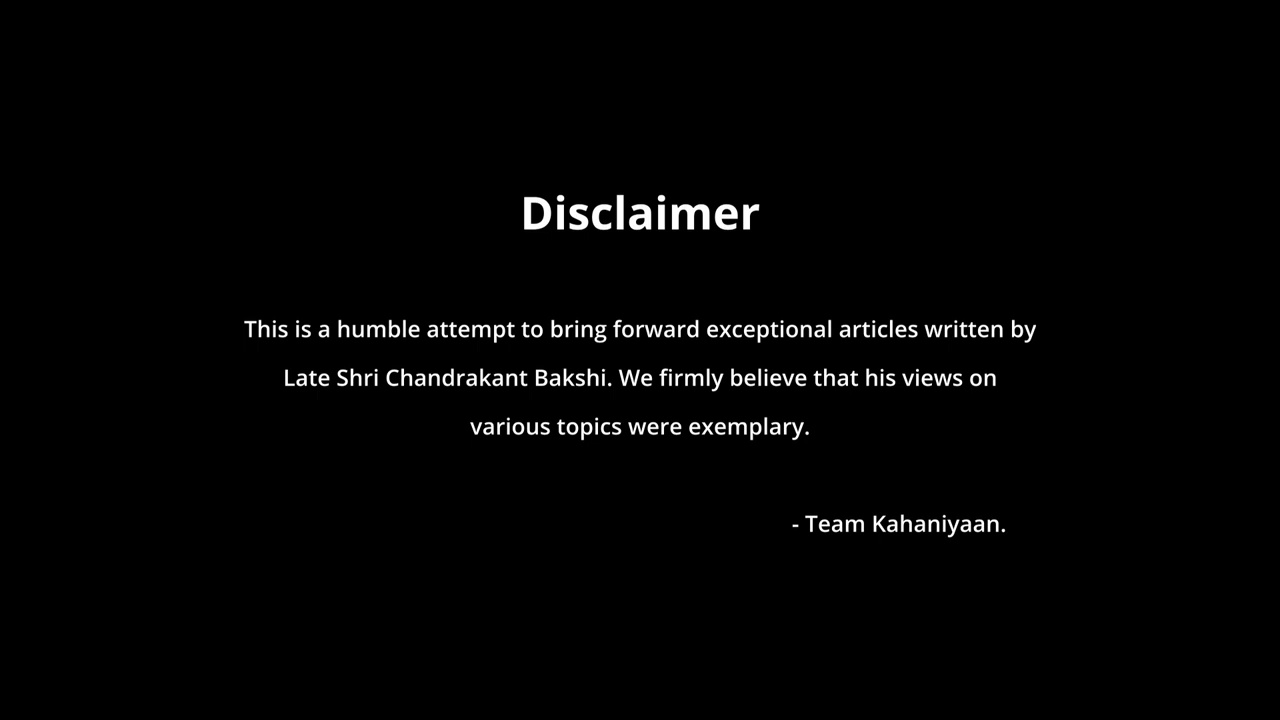 Disclaimer
This is a humble attempt to bring forward exceptional articles written by
Late Shri Chandrakant Bakshi. We firmly believe that his views on
various topics were exemplary.
- Team Kahaniyaan.